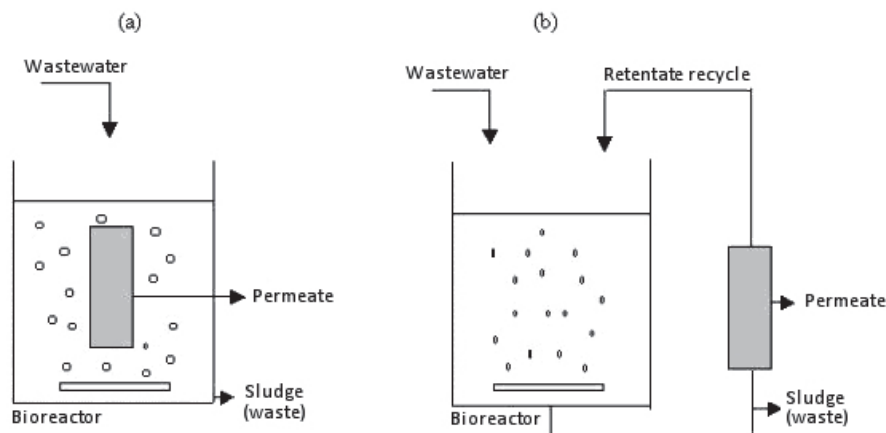 (a)
Wastewater
Permeate
Sludge
(waste)
Bioreactor
(b)
Wastewater
Retentate recycle
Permeate
Sludge
(waste)
Bioreactor